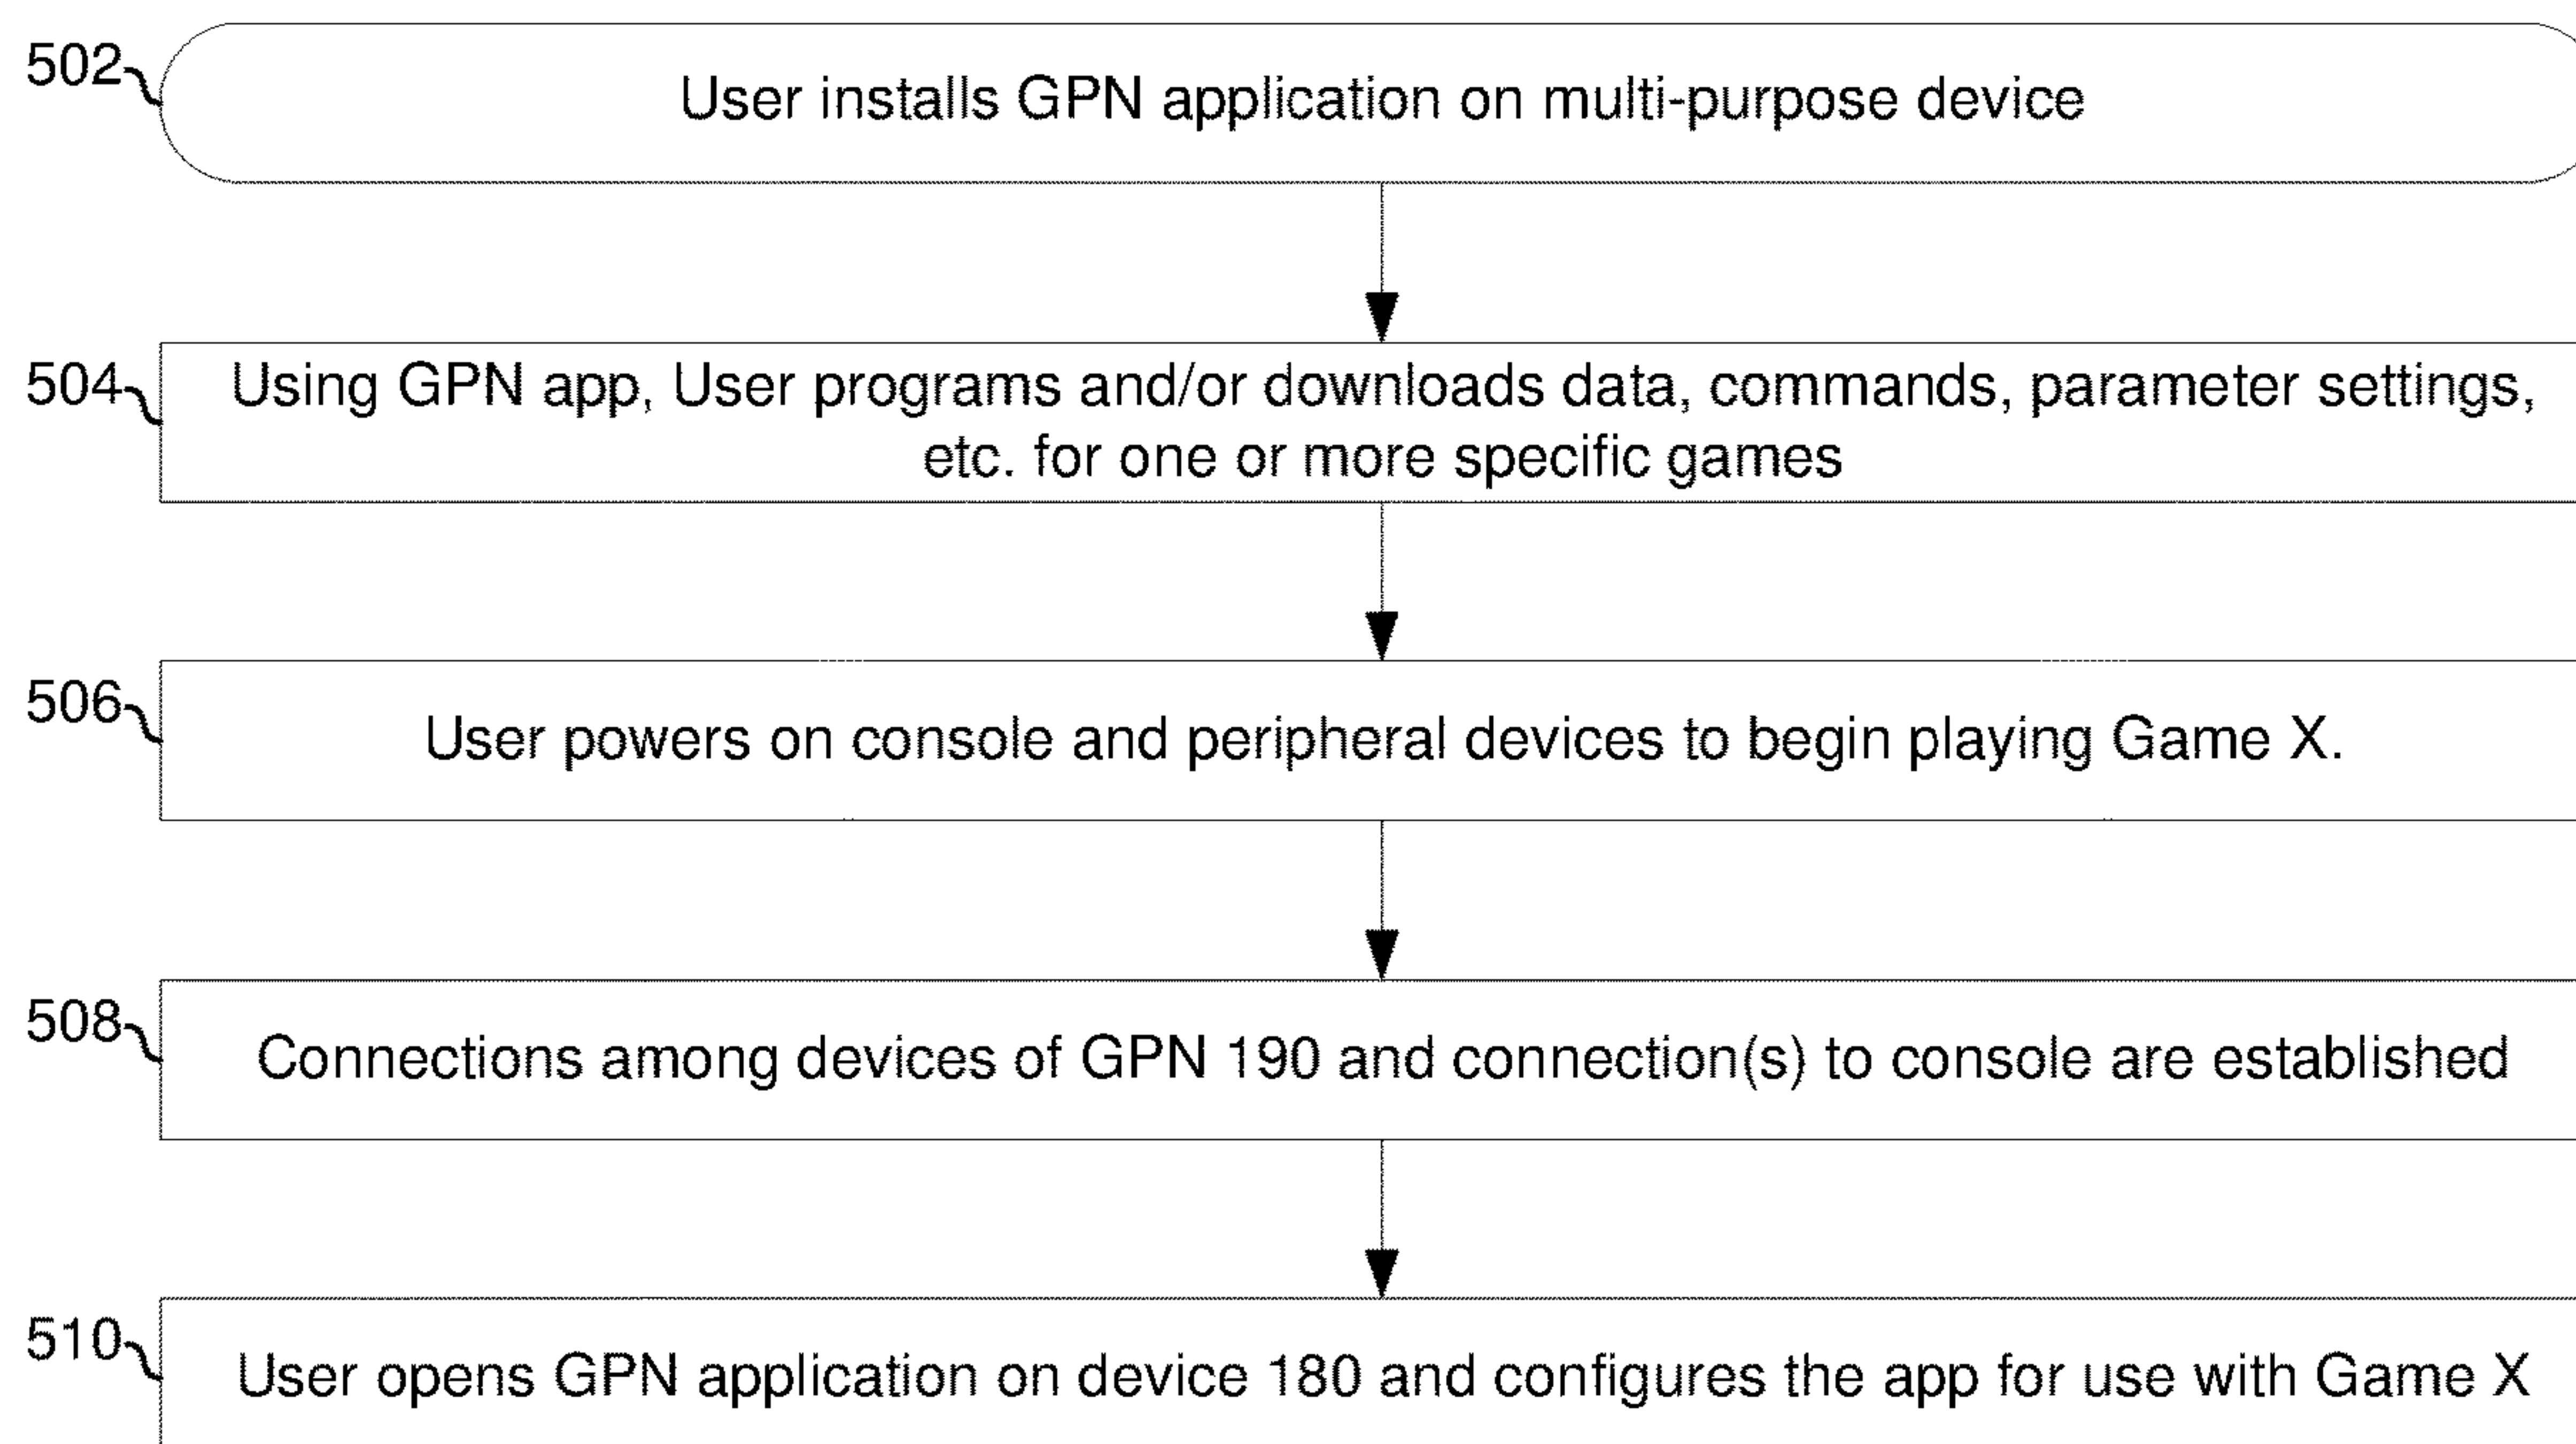 502
User installs GPN application on multi-purpose device
504
Using GPN app, User programs and/or downloads data, commands, parameter settings,
etc. for one or more specific games
506
User powers on console and peripheral devices to begin playing Game X.
508
Connections among devices of GPN 190 and connection(s) to console are established
510
User opens GPN application on device 180 and configures the app for use with Game X